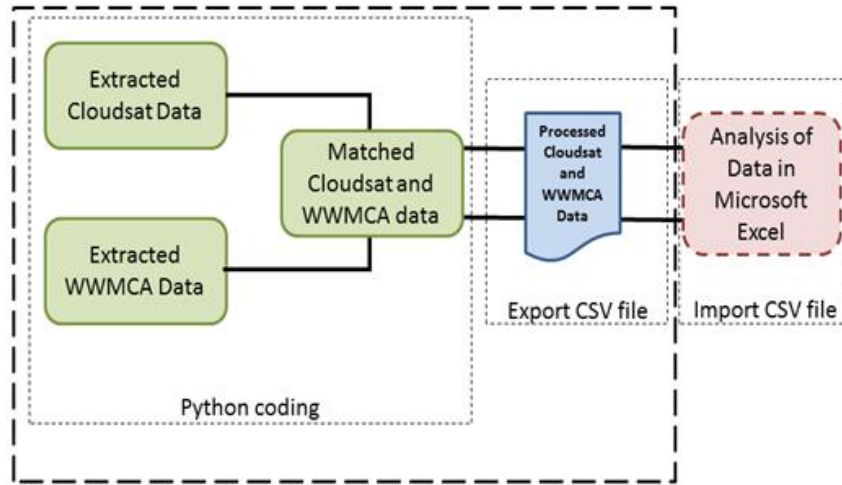 Extracted
Cloudsat Data
Extracted
WWMCA Data
Matched
Cloudsat and
WWMCA data
Python coding
Processed
Cloudsat
and
WWMCA
Data
Export CSV file
Analysis of
Data in
Microsoft
Excel
Import CSV file